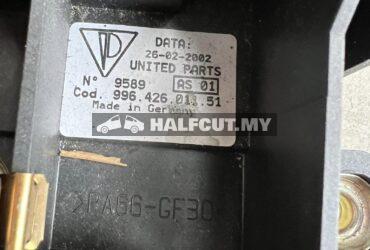 DATA:
26-02-2002
UNITED PARTS
N° 9589 AS 01
Cod. 996.426.013.51
Made in Germany
HALFCUT.MY
>PA66-GF30